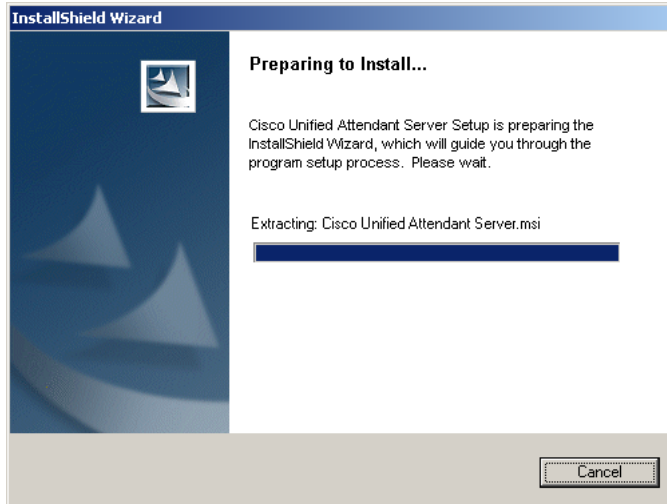 InstallShield Wizard
Preparing to Install...
Cisco Unified Attendant Server Setup is preparing the
InstallShield Wizard, which will guide you through the
program setup process. Please wait.
Extracting: Cisco Unified Attendant Server.msi
Cancel